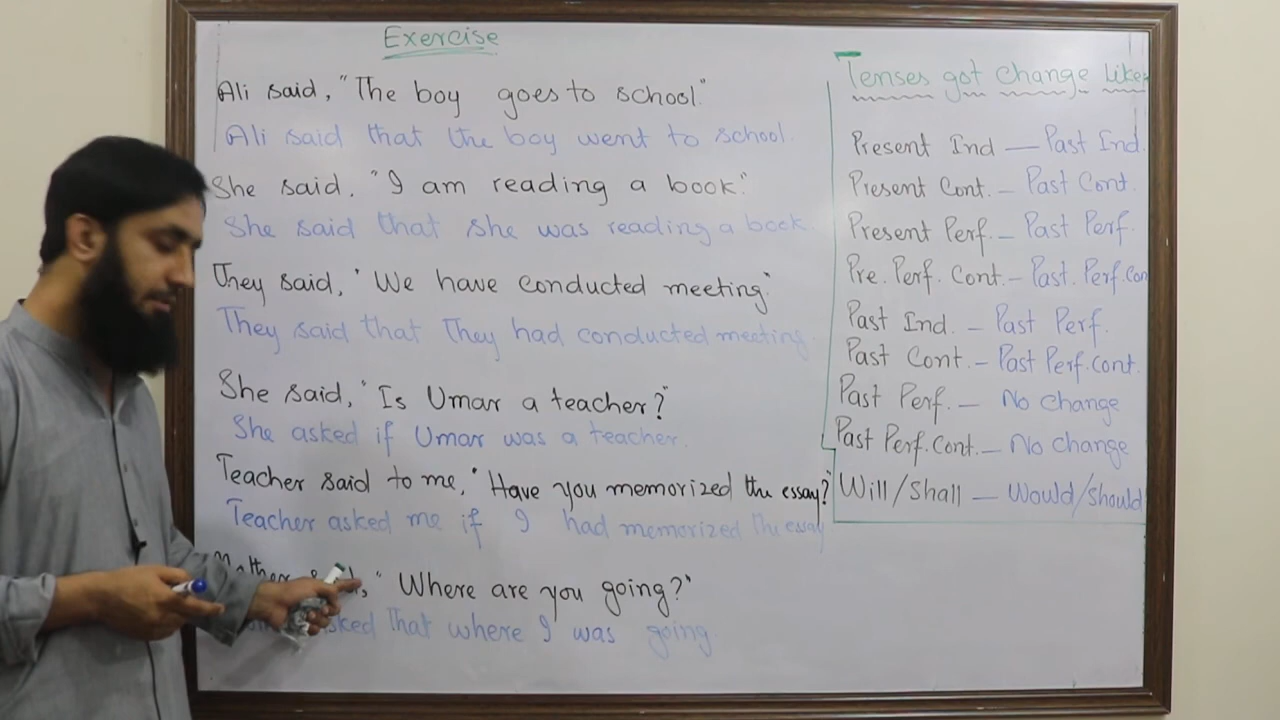 Exercise
Ali said, "The boy goes to school"
Ali said that the boy went to school.
She said, "I am reading a book."
She said that she was reading a book.
They said, "We have conducted meeting."
They said that They had conducted meeting
She said, "Is Umar a teacher?"
She asked if Umar was a teacher.
Teacher said to me, "Have you memorized the essay?"
Teacher asked me if I had memorized the essay
"Where are you going?"
asked that where I was going.
Tenses got change Like
Present Ind — Past Ind.
Present Cont. – Past Cont.
Present Perf. – Past Perf.
Pre. Perf. Cont. – Past. Perf. Con
Past Ind. – Past Perf.
Past Cont. – Past Perf. Cont.
Past Perf. – No change
Past Perf. Cont. – No change
Will/Shall – Would/Should